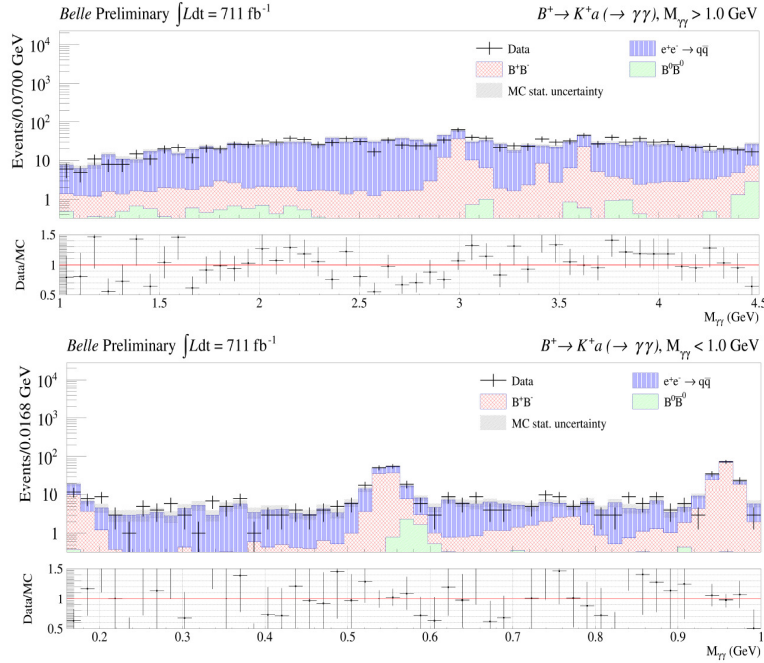 Belle Preliminary ∫Ldt = 711 fb⁻¹ B⁺→ K⁺a (→ γγ), Mγγ > 1.0 GeV
Events/0.0700 GeV
10⁴
10³
10²
10
1
Data
e⁺e⁻ → qq̅
B⁺B⁻
B⁰B̅⁰
MC stat. uncertainty
Data/MC
1.5
1
0.5
1 1.5 2 2.5 3 3.5 4 4.5
Mγγ (GeV)
Belle Preliminary ∫Ldt = 711 fb⁻¹ B⁺→ K⁺a (→ γγ), Mγγ < 1.0 GeV
Events/0.0168 GeV
10⁴
10³
10²
10
1
Data
e⁺e⁻ → qq̅
B⁺B⁻
B⁰B̅⁰
MC stat. uncertainty
Data/MC
1.5
1
0.5
0.2 0.3 0.4 0.5 0.6 0.7 0.8 0.9 1
Mγγ (GeV)